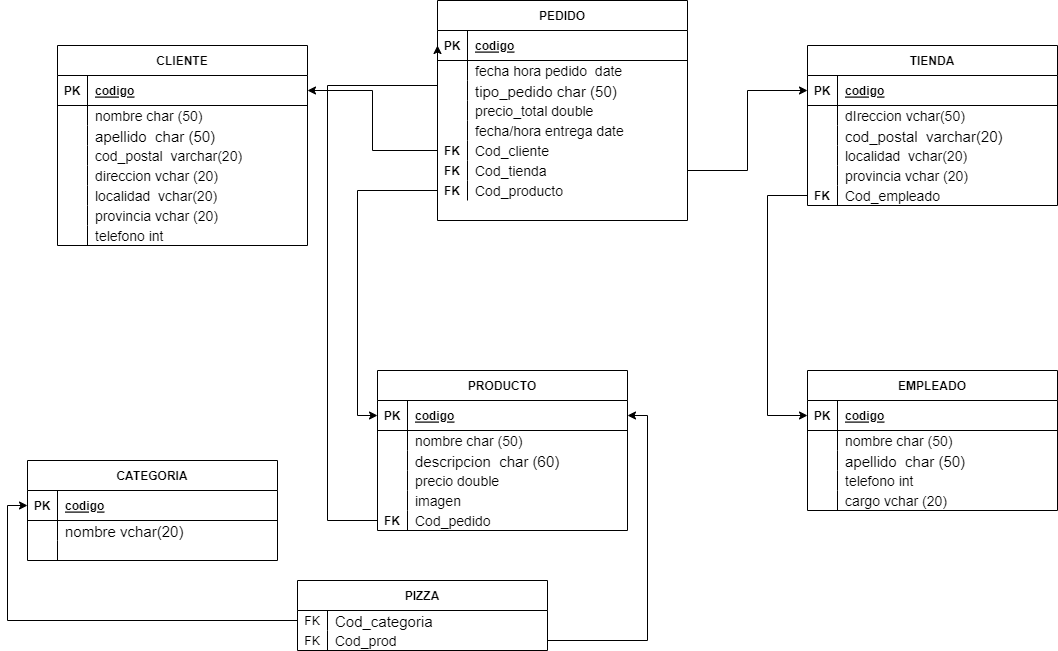 PEDIDO
PK codigo
fecha hora pedido date
tipo_pedido char (50)
precio_total double
fecha/hora entrega date
FK Cod_cliente
FK Cod_tienda
FK Cod_producto
CLIENTE
PK codigo
nombre char (50)
apellido char (50)
cod_postal varchar(20)
direccion vchar (20)
localidad vchar(20)
provincia vchar (20)
telefono int
TIENDA
PK codigo
dIreccion vchar(50)
cod_postal varchar(20)
localidad vchar(20)
provincia vchar (20)
FK Cod_empleado
PRODUCTO
PK codigo
nombre char (50)
descripcion char (60)
precio double
imagen
FK Cod_pedido
EMPLEADO
PK codigo
nombre char (50)
apellido char (50)
telefono int
cargo vchar (20)
CATEGORIA
PK codigo
nombre vchar(20)
PIZZA
FK Cod_categoria
FK Cod_prod